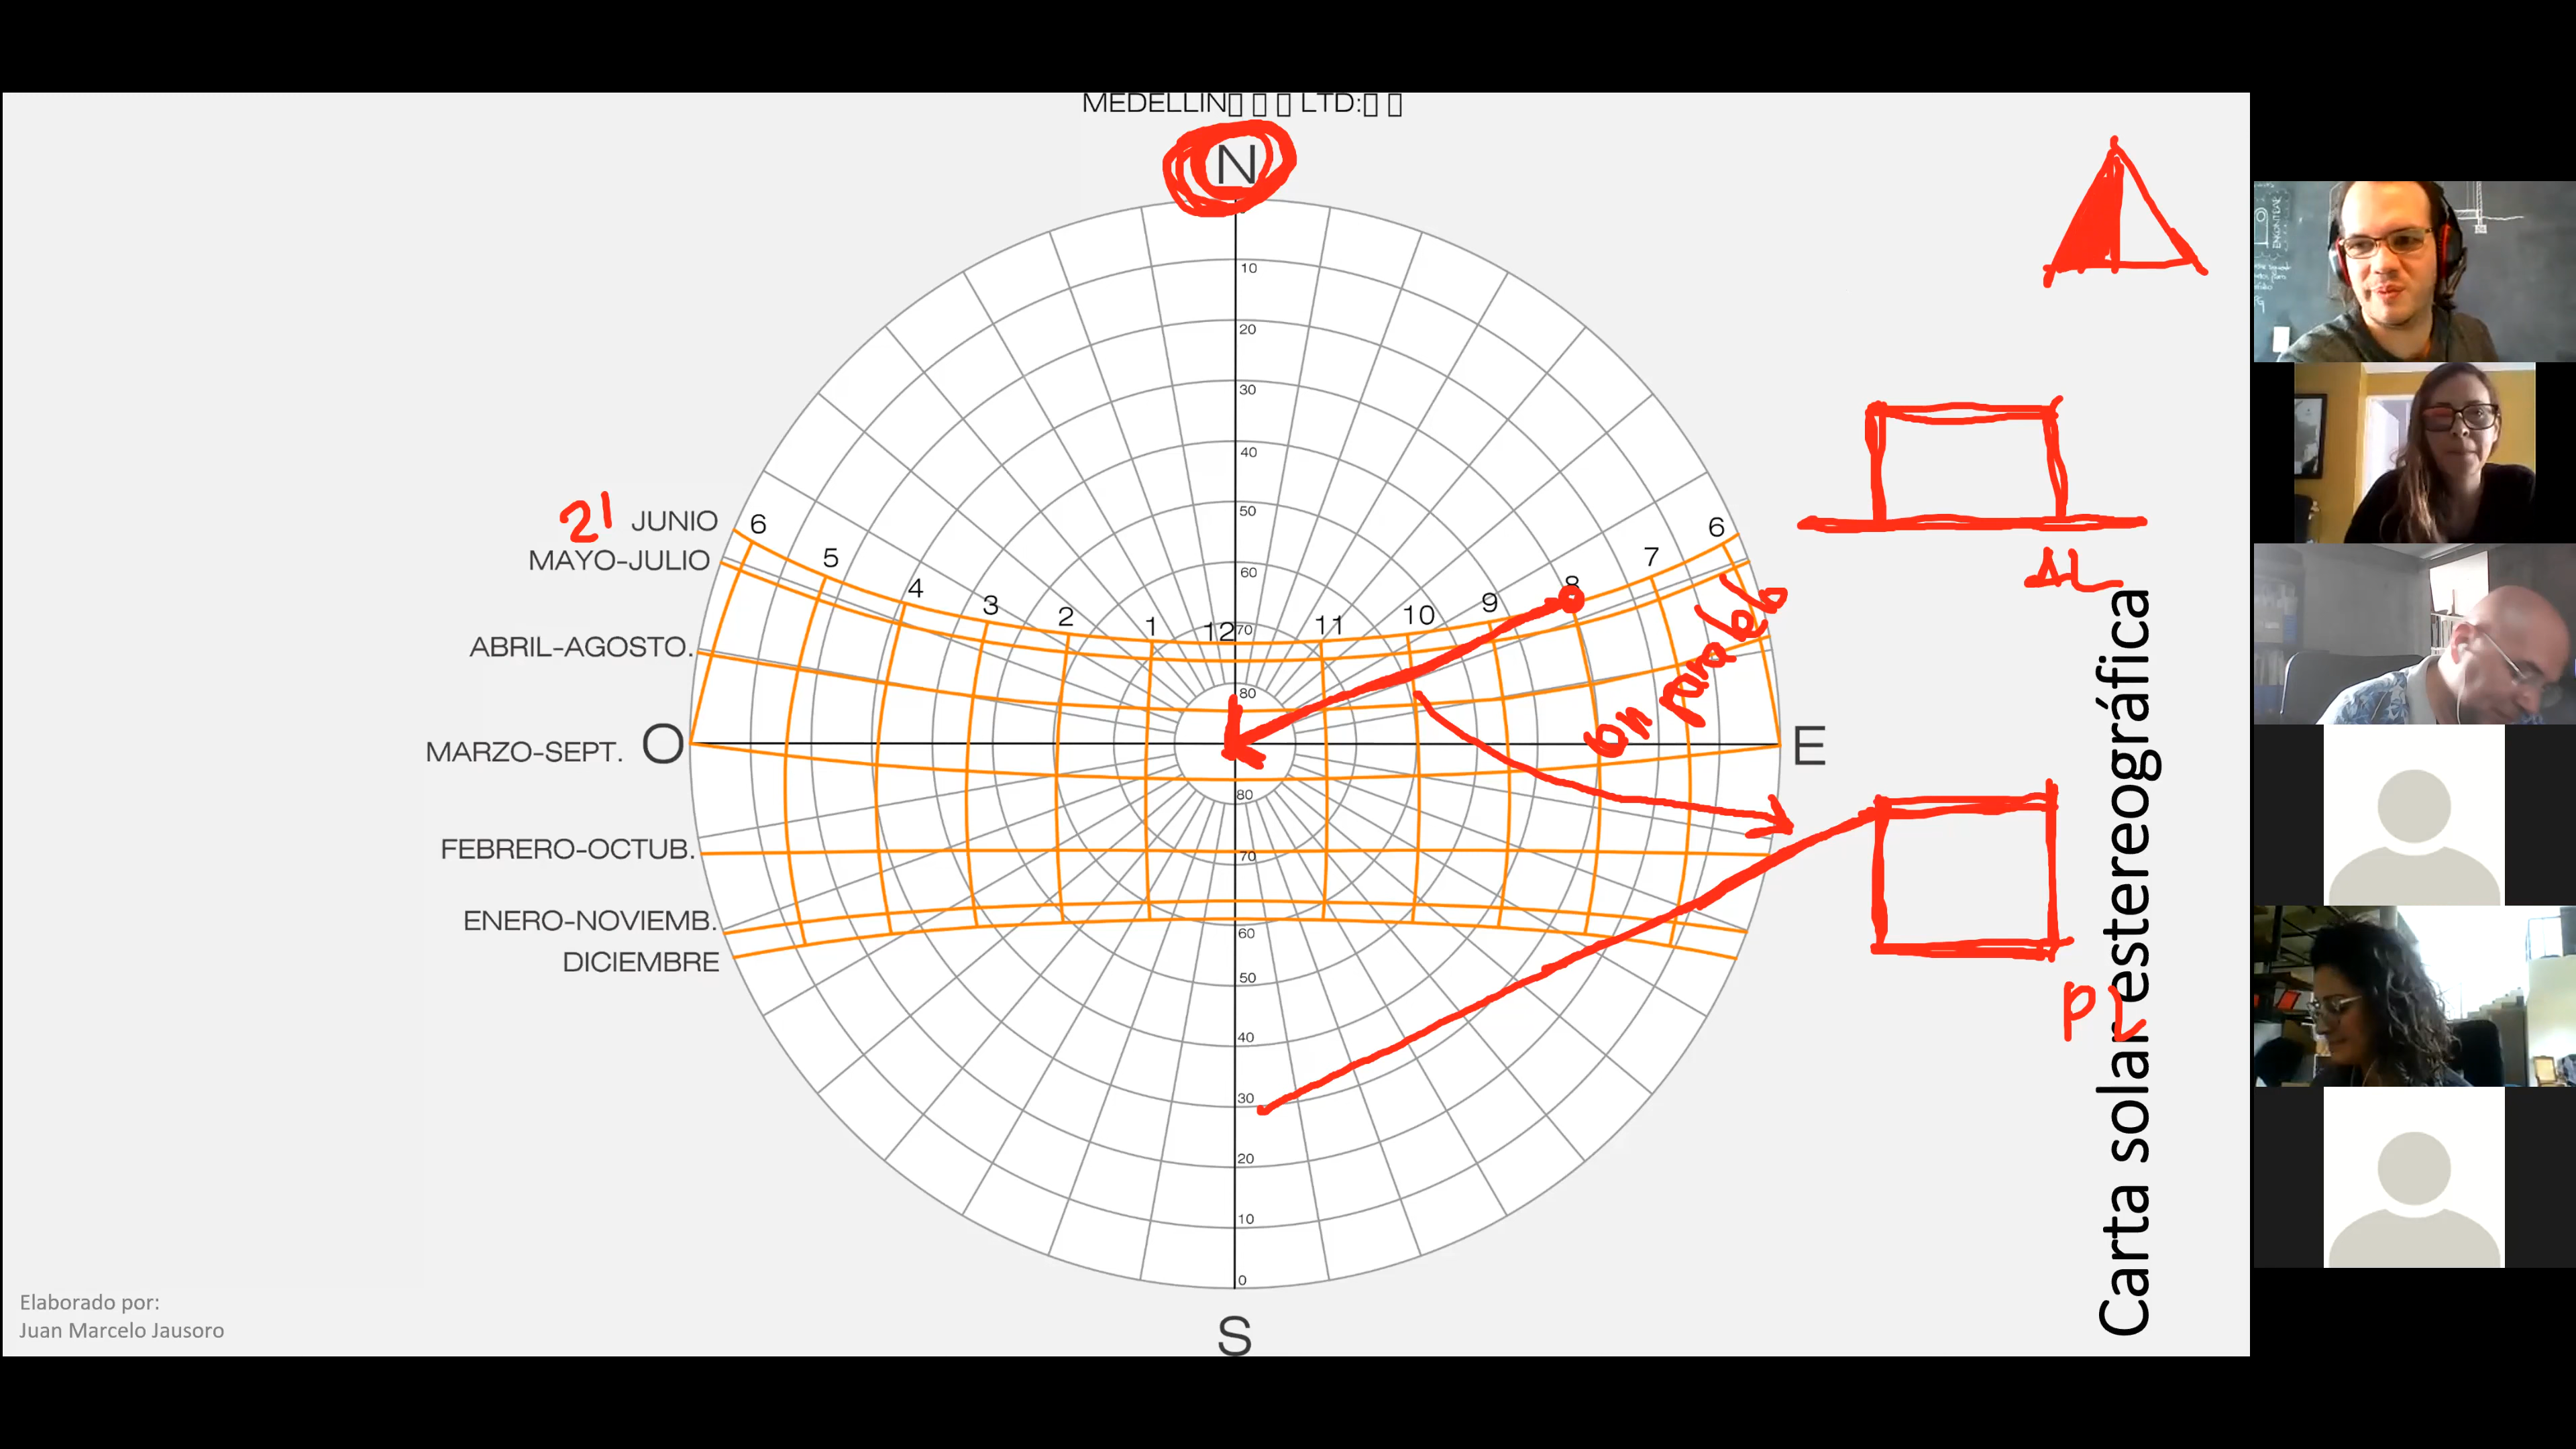 MEDELLIN▯ ▯ ▯ LTD:▯ ▯
N
10
20
30
40
50
60
70
80
21 JUNIO
MAYO-JULIO
ABRIL-AGOSTO.
MARZO-SEPT.
FEBRERO-OCTUB.
ENERO-NOVIEMB.
DICIEMBRE
6
5
4
3
2
1
12
11
10
9
8
7
6
O
E
80
70
60
50
40
30
20
10
0
S
AL
PL
Carta solar estereográfica
Elaborado por:
Juan Marcelo Jausoro